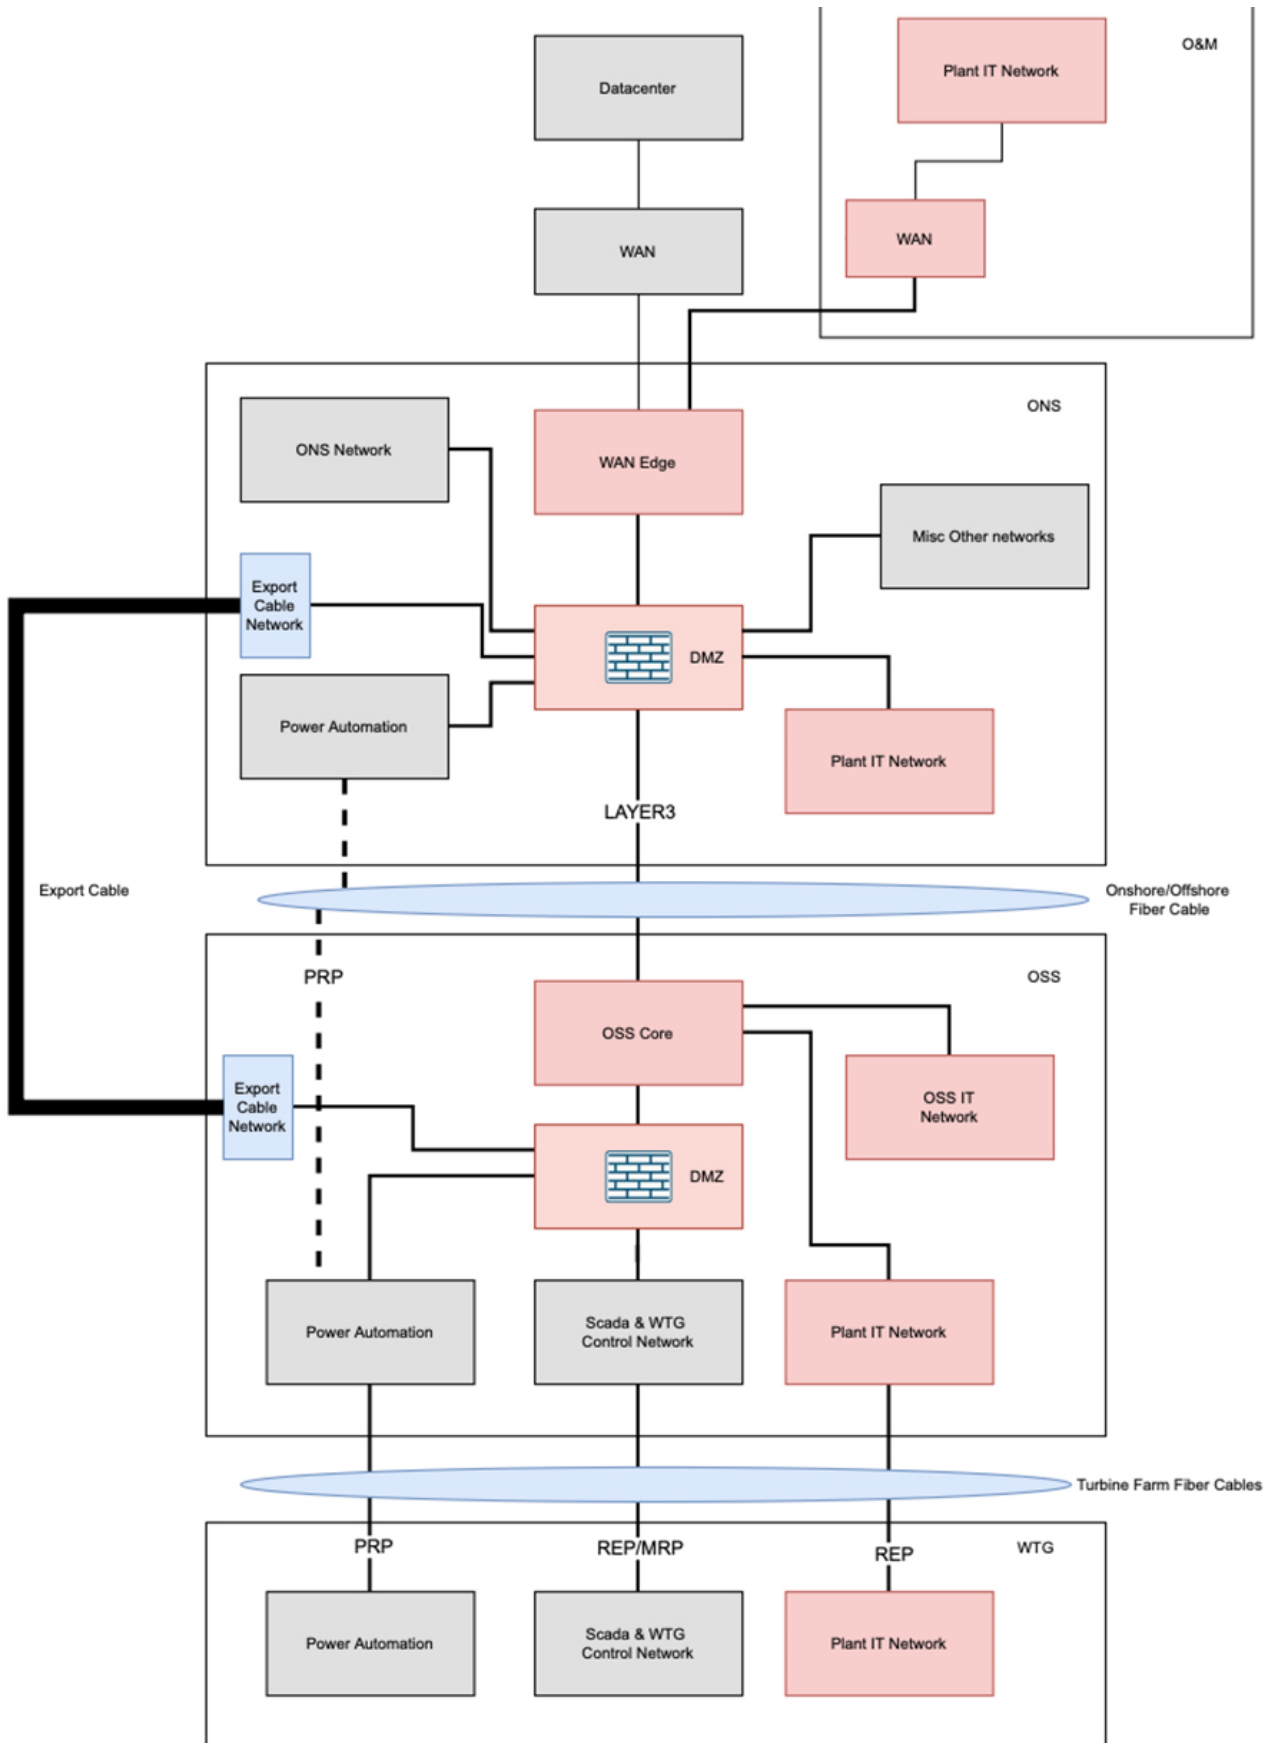 O&M
Plant IT Network
Datacenter
WAN
WAN
ONS
ONS Network
WAN Edge
Misc Other networks
Export
Cable
Network
DMZ
Power Automation
Plant IT Network
LAYER3
Export Cable
Onshore/Offshore
Fiber Cable
PRP
OSS
OSS Core
Export
Cable
Network
OSS IT
Network
DMZ
Power Automation
Scada & WTG
Control Network
Plant IT Network
Turbine Farm Fiber Cables
PRP
REP/MRP
REP
WTG
Power Automation
Scada & WTG
Control Network
Plant IT Network